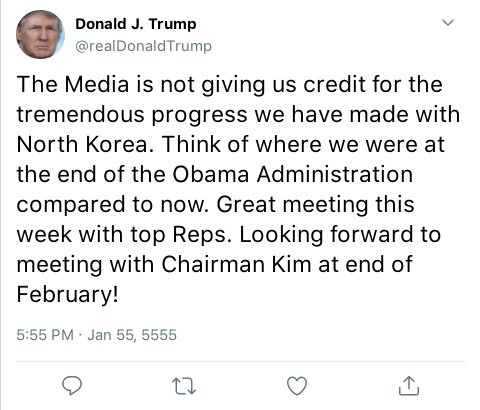 Donald J. Trump
@realDonaldTrump
The Media is not giving us credit for the
tremendous progress we have made with
North Korea. Think of where we were at
the end of the Obama Administration
compared to now. Great meeting this
week with top Reps. Looking forward to
meeting with Chairman Kim at end of
February!
5:55 PM · Jan 55, 5555